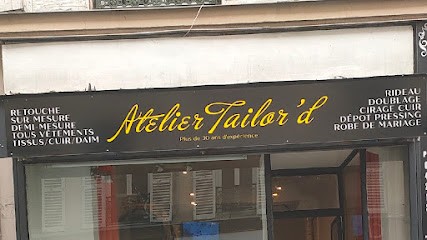 RETOUCHE
SUR MESURE
DEMI-MESURE
TOUS VÊTEMENTS
TISSUS/CUIR/DAIM
Atelier Tailor'd
Plus de 30 ans d'expérience
RIDEAU
DOUBLAGE
CIRAGE CUIR
DÉPÔT PRESSING
ROBE DE MARIAGE